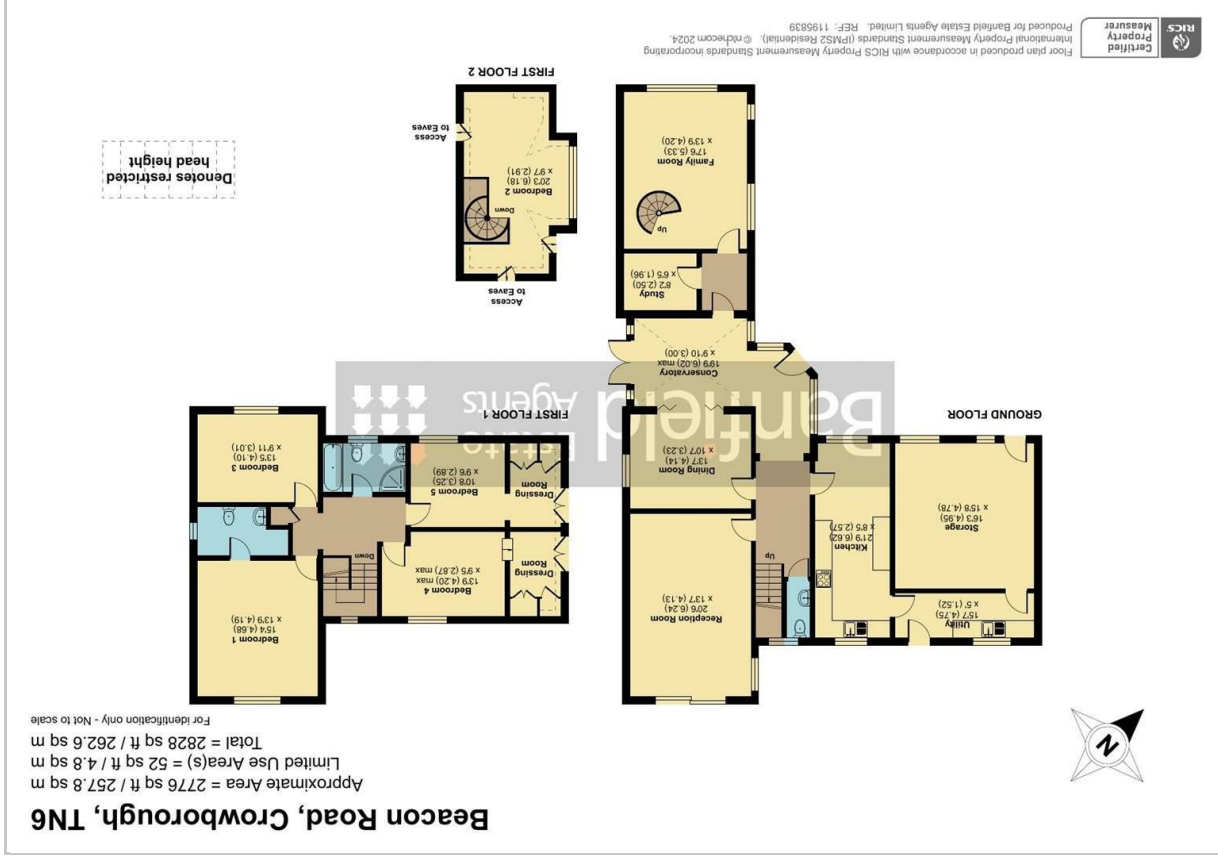 Beacon Road, Crowborough, TN6
Approximate Area = 2776 sq ft / 257.8 sq m
Limited Use Area(s) = 52 sq ft / 4.8 sq m
Total = 2828 sq ft / 262.6 sq m
For identification only - Not to scale
N
Utility
15'7 (4.75)
x 5' (1.52)
Storage
16'3 (4.95)
x 15'8 (4.78)
Kitchen
21'9 (6.62)
x 8'5 (2.57)
Up
Reception Room
20'6 (6.24)
x 13'7 (4.13)
Dining Room
13'7 (4.14)
x 10'7 (3.23)
Conservatory
19'9 (6.02) max
x 9'10 (3.00)
Study
8'2 (2.50)
x 6'5 (1.96)
Up
Family Room
17'6 (5.33)
x 13'9 (4.20)
GROUND FLOOR
Dressing
Room
Bedroom 4
13'9 (4.20) max
x 9'5 (2.87) max
Down
Bedroom 1
15'4 (4.68)
x 13'9 (4.19)
Dressing
Room
Bedroom 5
10'8 (3.25)
x 9'6 (2.89)
Bedroom 3
13'5 (4.10)
x 9'11 (3.01)
FIRST FLOOR 1
Banfield
Estate
Agents
Access
to Eaves
Down
Bedroom 2
20'3 (6.18)
x 9'7 (2.91)
Access
to Eaves
FIRST FLOOR 2
Denotes restricted
head height
Certified
Property
Measurer
RICS
Floor plan produced in accordance with RICS Property Measurement Standards incorporating
International Property Measurement Standards (IPMS2 Residential). ©nichecom 2024.
Produced for Banfield Estate Agents Limited. REF: 1195839